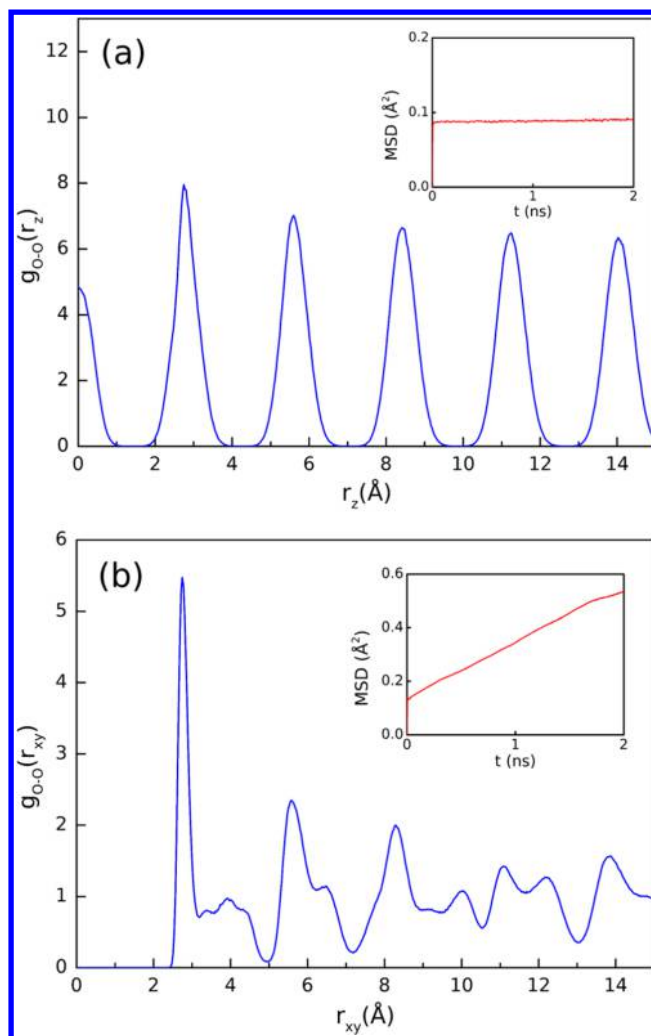 (a)
12
10
8
6
4
2
0
g_O-O(r_z)
0 2 4 6 8 10 12 14
r_z(Å)
0.2
0.1
0.0
MSD (Å²)
0 1 2
t (ns)
(b)
6
5
4
3
2
1
0
g_O-O(r_xy)
0 2 4 6 8 10 12 14
r_xy(Å)
0.6
0.4
0.2
0.0
MSD (Å²)
0 1 2
t (ns)